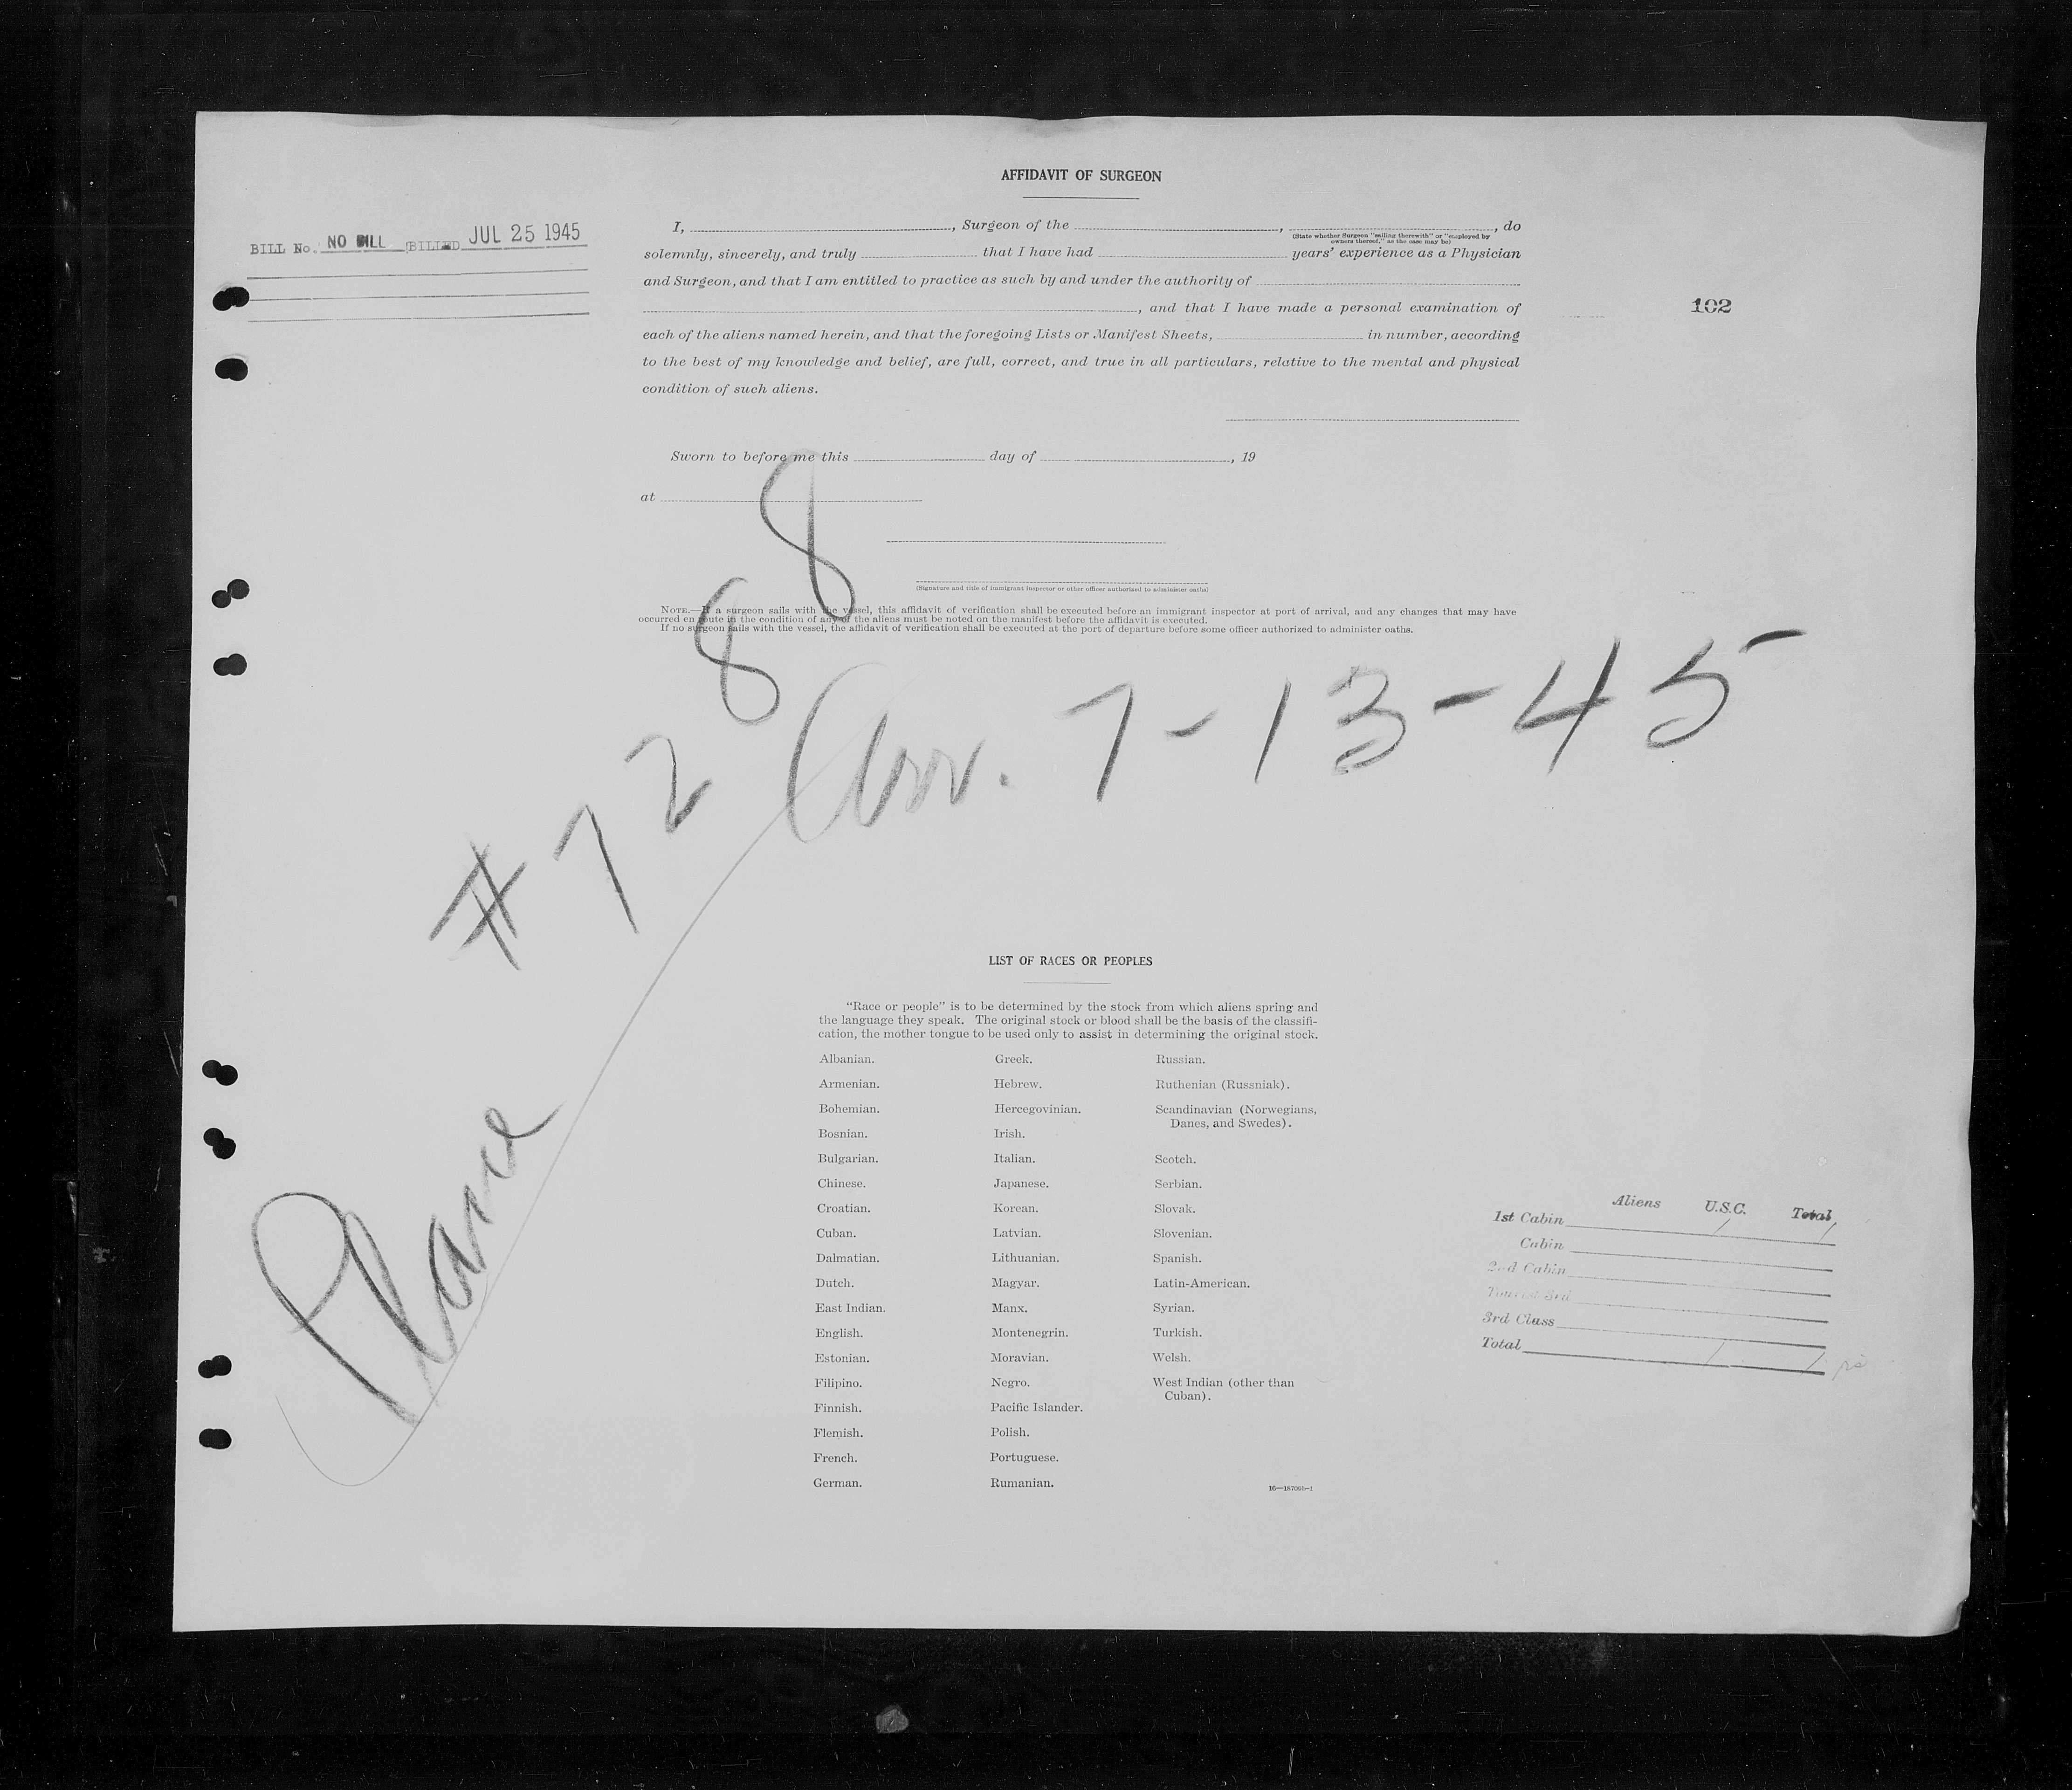 AFFIDAVIT OF SURGEON
BILL No. NO BILL BILLED JUL 25 1945
I, , Surgeon of the , , do
(State whether Surgeon "sailing therewith" or "employed by
owners thereof," as the case may be)
solemnly, sincerely, and truly that I have had years' experience as a Physician
and Surgeon, and that I am entitled to practice as such by and under the authority of
, and that I have made a personal examination of
102
each of the aliens named herein, and that the foregoing Lists or Manifest Sheets, in number, according
to the best of my knowledge and belief, are full, correct, and true in all particulars, relative to the mental and physical
condition of such aliens.
Sworn to before me this day of , 19
at
(Signature and title of immigrant inspector or other officer authorized to administer oaths)
NOTE.—If a surgeon sails with the vessel, this affidavit of verification shall be executed before an immigrant inspector at port of arrival, and any changes that may have
occurred en route in the condition of any of the aliens must be noted on the manifest before the affidavit is executed.
If no surgeon sails with the vessel, the affidavit of verification shall be executed at the port of departure before some officer authorized to administer oaths.
Plane #7288
Arr. 7-13-45
LIST OF RACES OR PEOPLES
"Race or people" is to be determined by the stock from which aliens spring and
the language they speak. The original stock or blood shall be the basis of the classifi-
cation, the mother tongue to be used only to assist in determining the original stock.
Albanian.
Armenian.
Bohemian.
Bosnian.
Bulgarian.
Chinese.
Croatian.
Cuban.
Dalmatian.
Dutch.
East Indian.
English.
Estonian.
Filipino.
Finnish.
Flemish.
French.
German.
Greek.
Hebrew.
Hercegovinian.
Irish.
Italian.
Japanese.
Korean.
Latvian.
Lithuanian.
Magyar.
Manx.
Montenegrin.
Moravian.
Negro.
Pacific Islander.
Polish.
Portuguese.
Rumanian.
Russian.
Ruthenian (Russniak).
Scandinavian (Norwegians,
Danes, and Swedes).
Scotch.
Serbian.
Slovak.
Slovenian.
Spanish.
Latin-American.
Syrian.
Turkish.
Welsh.
West Indian (other than
Cuban).
Aliens U.S.C. Total
1st Cabin 1 1
Cabin
2nd Cabin
Tourist 3rd
3rd Class
Total 1 1